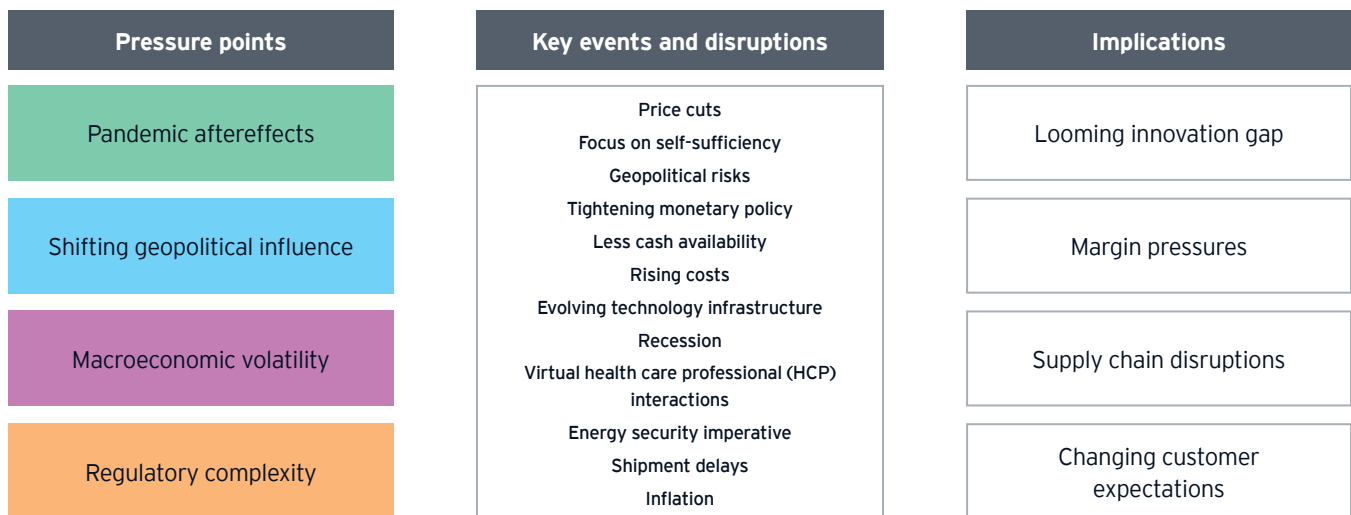 Pressure points
Pandemic aftereffects
Shifting geopolitical influence
Macroeconomic volatility
Regulatory complexity
Key events and disruptions
Price cuts
Focus on self-sufficiency
Geopolitical risks
Tightening monetary policy
Less cash availability
Rising costs
Evolving technology infrastructure
Recession
Virtual health care professional (HCP)
interactions
Energy security imperative
Shipment delays
Inflation
Implications
Looming innovation gap
Margin pressures
Supply chain disruptions
Changing customer
expectations